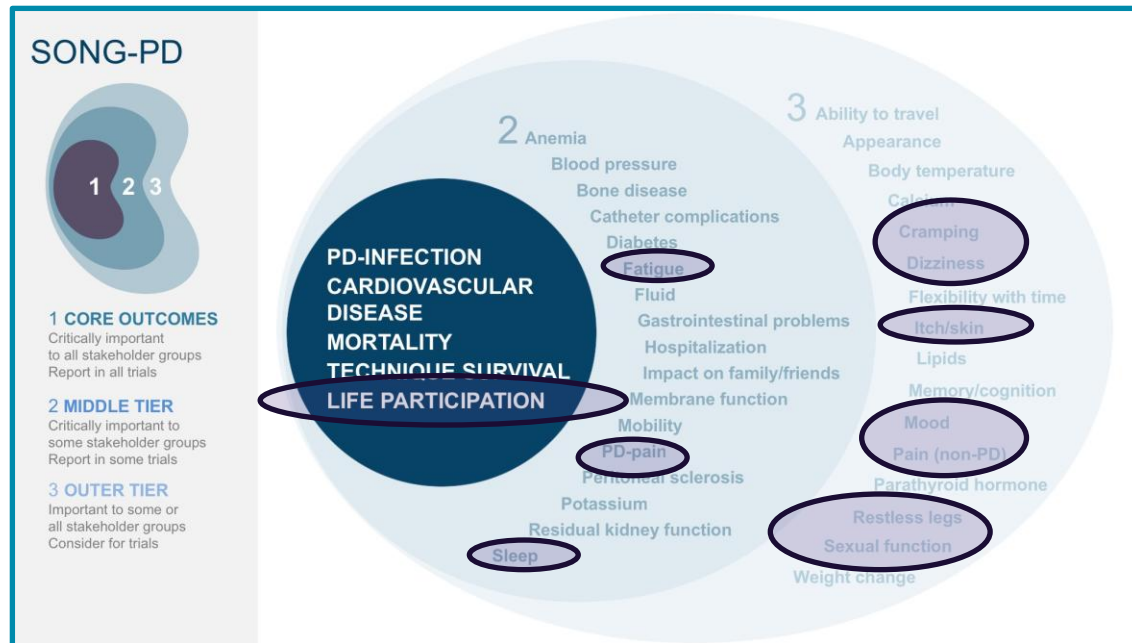 SONG-PD
1 2 3
1 CORE OUTCOMES
Critically important
to all stakeholder groups
Report in all trials
2 MIDDLE TIER
Critically important to
some stakeholder groups
Report in some trials
3 OUTER TIER
Important to some or
all stakeholder groups
Consider for trials
PD-INFECTION
CARDIOVASCULAR
DISEASE
MORTALITY
TECHNIQUE SURVIVAL
LIFE PARTICIPATION
2 Anemia
Blood pressure
Bone disease
Catheter complications
Diabetes
Fatigue
Fluid
Gastrointestinal problems
Hospitalization
Impact on family/friends
Membrane function
Mobility
PD-pain
Peritoneal sclerosis
Potassium
Residual kidney function
Sleep
3 Ability to travel
Appearance
Body temperature
Calcium
Cramping
Dizziness
Flexibility with time
Itch/skin
Lipids
Memory/cognition
Mood
Pain (non-PD)
Parathyroid hormone
Restless legs
Sexual function
Weight change